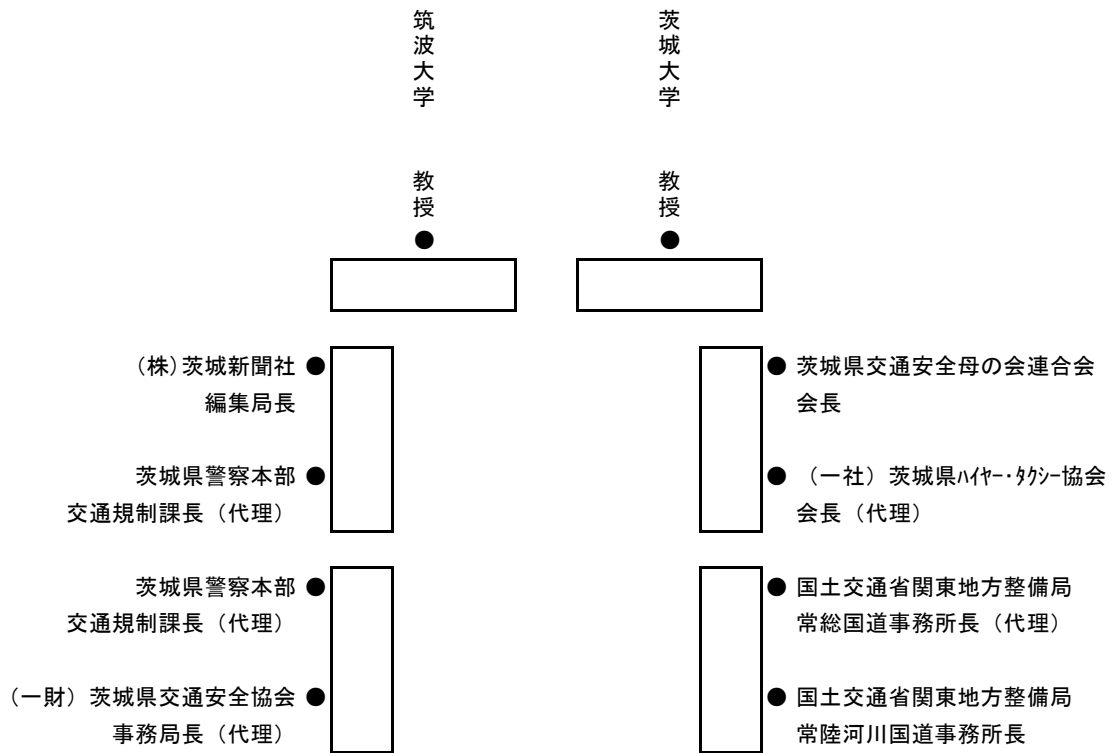 筑波大学 教授
茨城大学 教授
(株)茨城新聞社
編集局長
茨城県警察本部
交通規制課長（代理）
茨城県警察本部
交通規制課長（代理）
（一財）茨城県交通安全協会
事務局長（代理）
茨城県交通安全母の会連合会
会長
（一社）茨城県ﾊｲﾔｰ･ﾀｸｼｰ協会
会長（代理）
国土交通省関東地方整備局
常総国道事務所長（代理）
国土交通省関東地方整備局
常陸河川国道事務所長